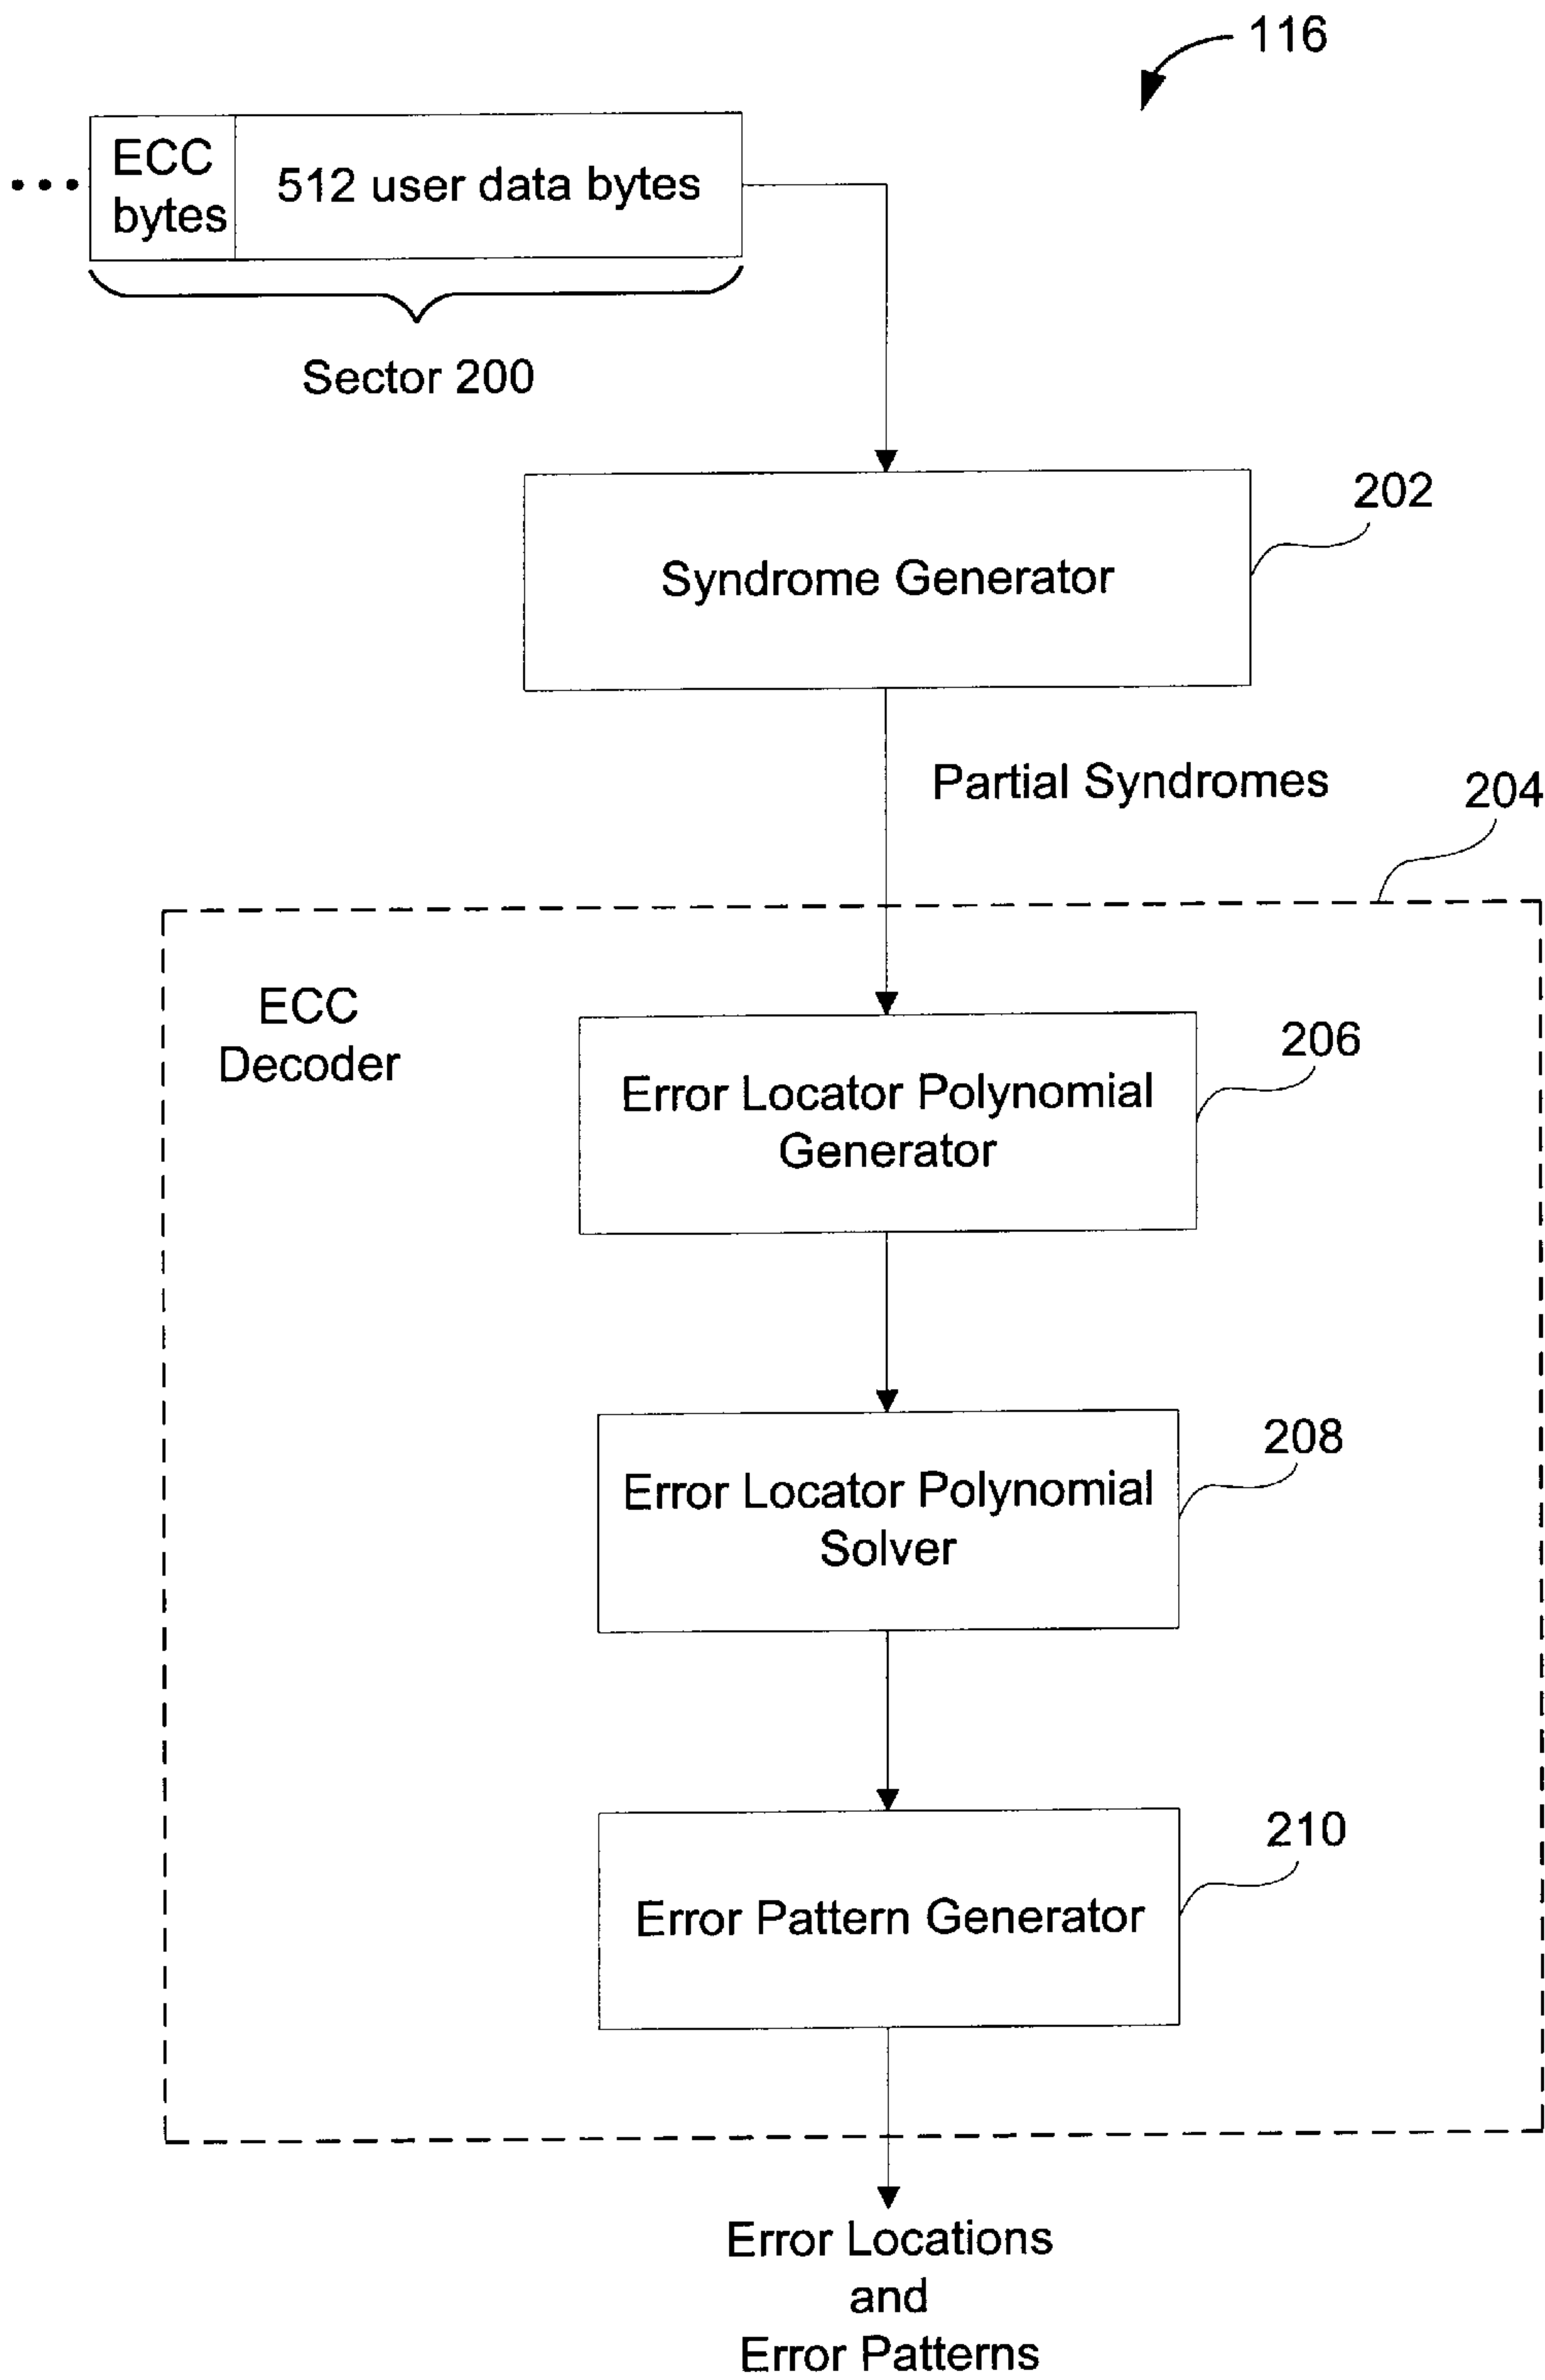 116
ECC
bytes
512 user data bytes
Sector 200
202
Syndrome Generator
Partial Syndromes
204
ECC
Decoder
206
Error Locator Polynomial
Generator
208
Error Locator Polynomial
Solver
210
Error Pattern Generator
Error Locations
and
Error Patterns